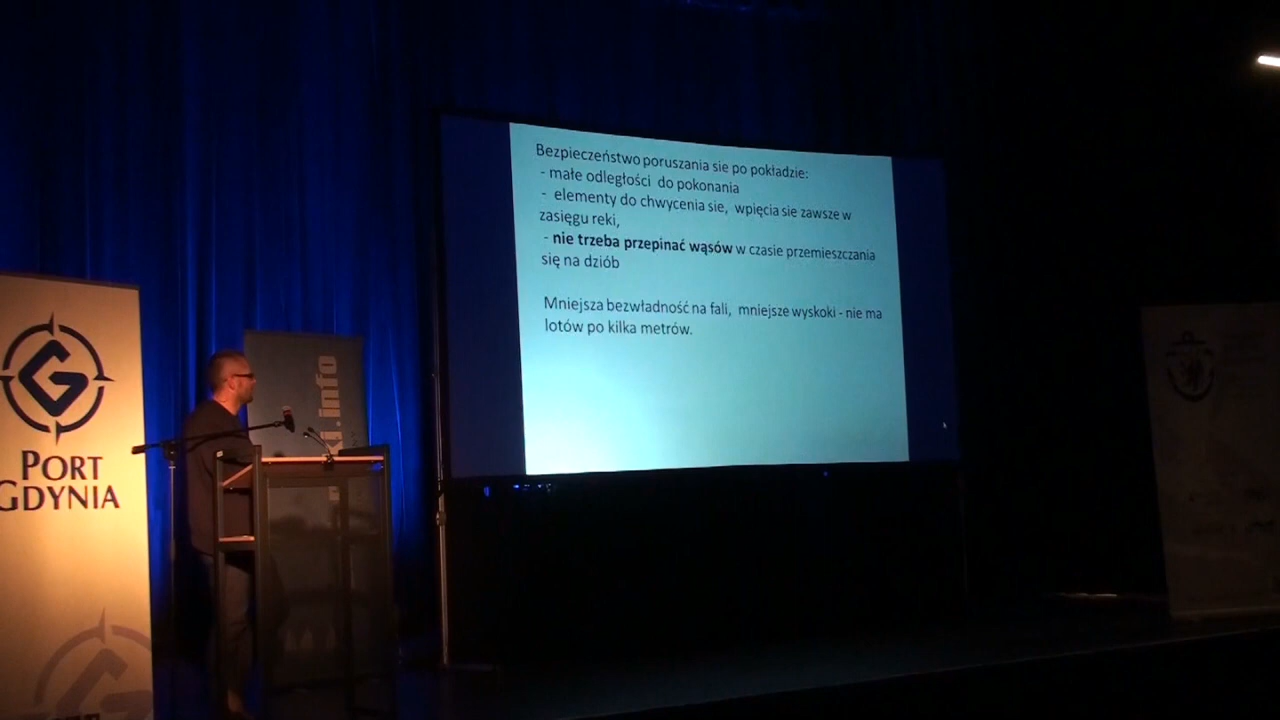 Bezpieczeństwo poruszania sie po pokładzie:
- małe odległości do pokonania
- elementy do chwycenia sie, wpięcia sie zawsze w
zasięgu reki,
- nie trzeba przepinać wąsów w czasie przemieszczania
się na dziób
Mniejsza bezwładność na fali, mniejsze wyskoki - nie ma
lotów po kilka metrów.
G
PORT
GDYNIA
.info